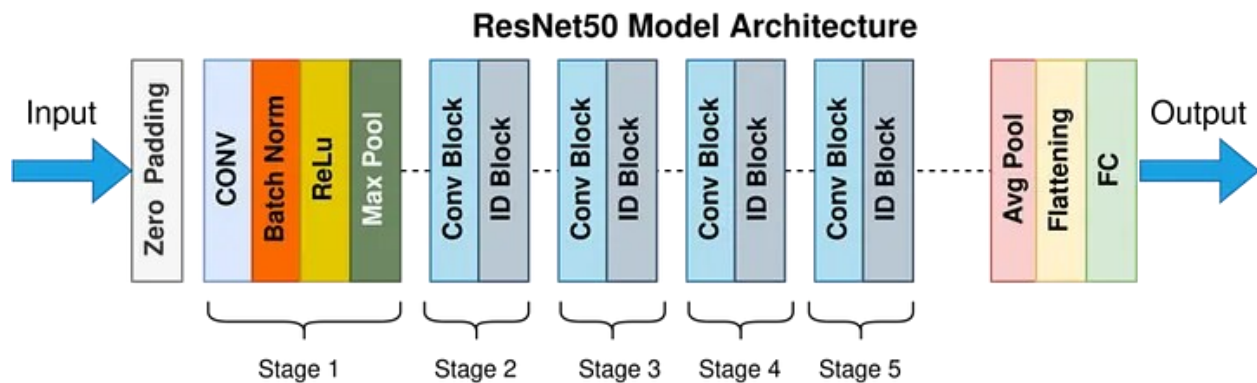 ResNet50 Model Architecture
Input
Zero Padding
CONV
Batch Norm
ReLu
Max Pool
Conv Block
ID Block
Conv Block
ID Block
Conv Block
ID Block
Conv Block
ID Block
Avg Pool
Flattening
FC
Output
Stage 1
Stage 2
Stage 3
Stage 4
Stage 5